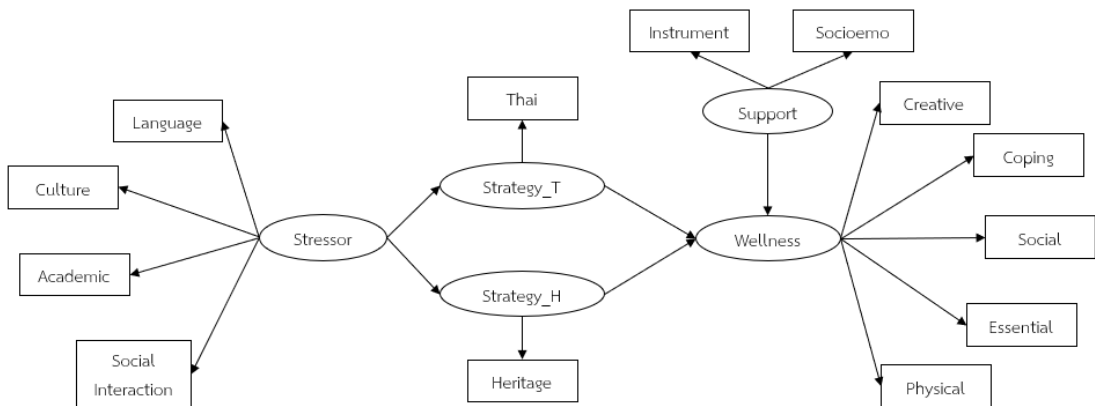 Instrument
Socioemo
Thai
Support
Creative
Language
Coping
Culture
Strategy_T
Stressor
Wellness
Social
Academic
Strategy_H
Essential
Social
Interaction
Heritage
Physical